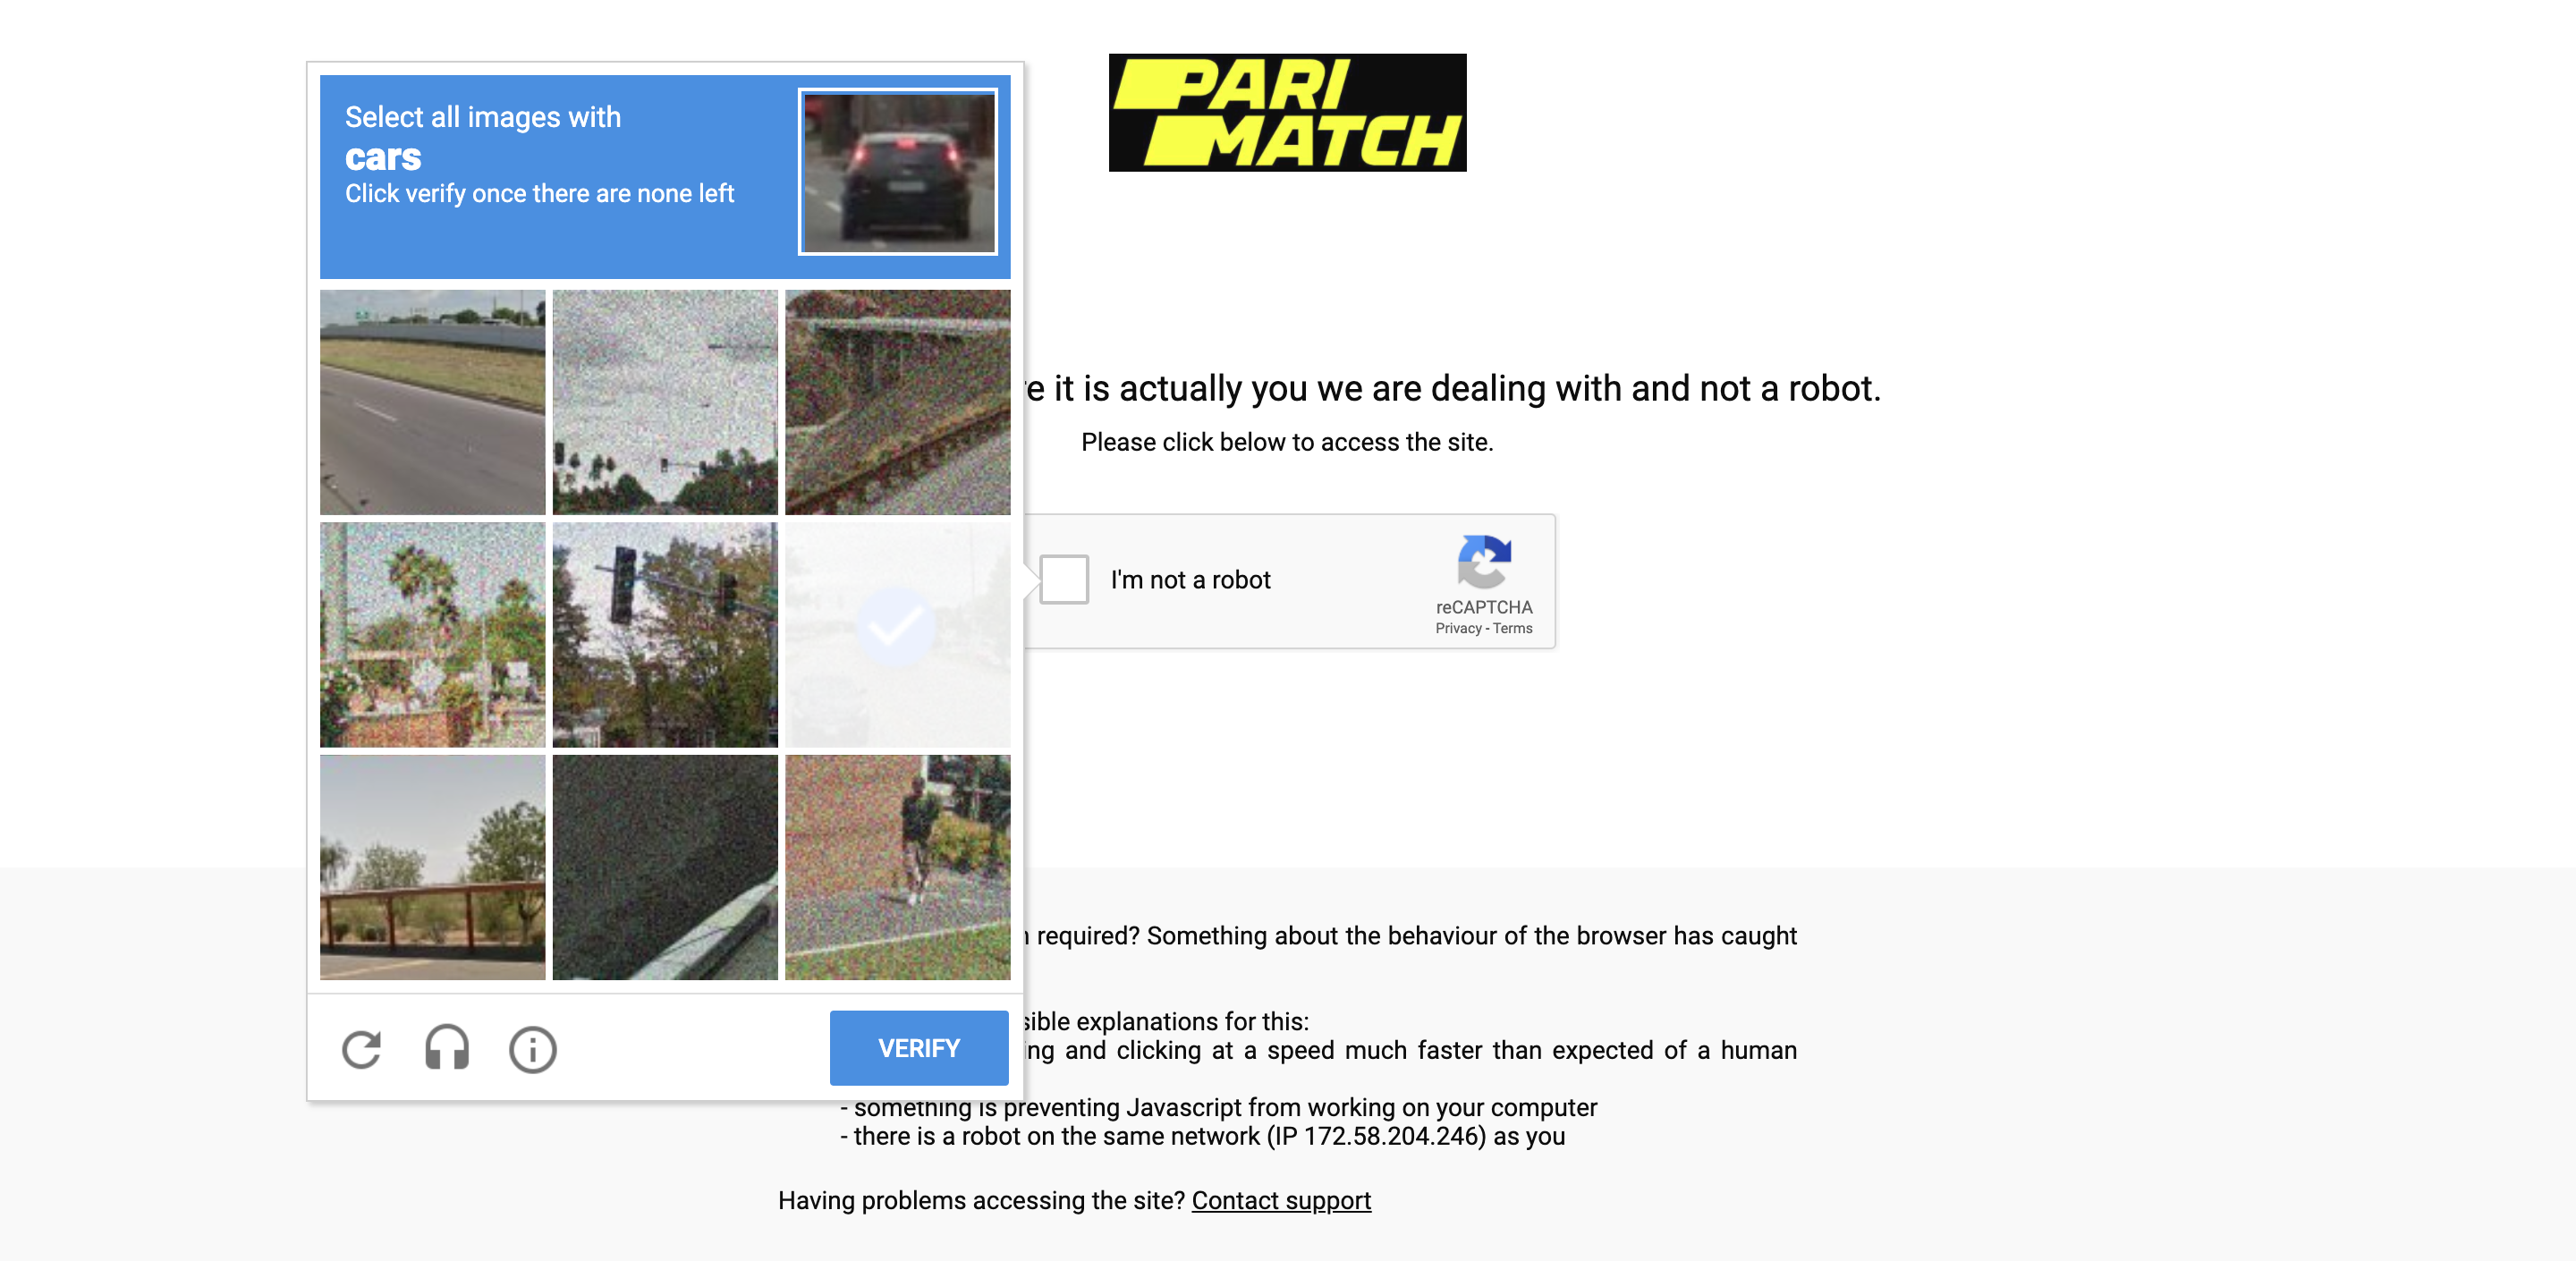 PARI
MATCH
Select all images with
cars
Click verify once there are none left
re it is actually you we are dealing with and not a robot.
Please click below to access the site.
I'm not a robot
reCAPTCHA
Privacy - Terms
required? Something about the behaviour of the browser has caught
sible explanations for this:
ing and clicking at a speed much faster than expected of a human
VERIFY
- something is preventing Javascript from working on your computer
- there is a robot on the same network (IP 172.58.204.246) as you
Having problems accessing the site? Contact support